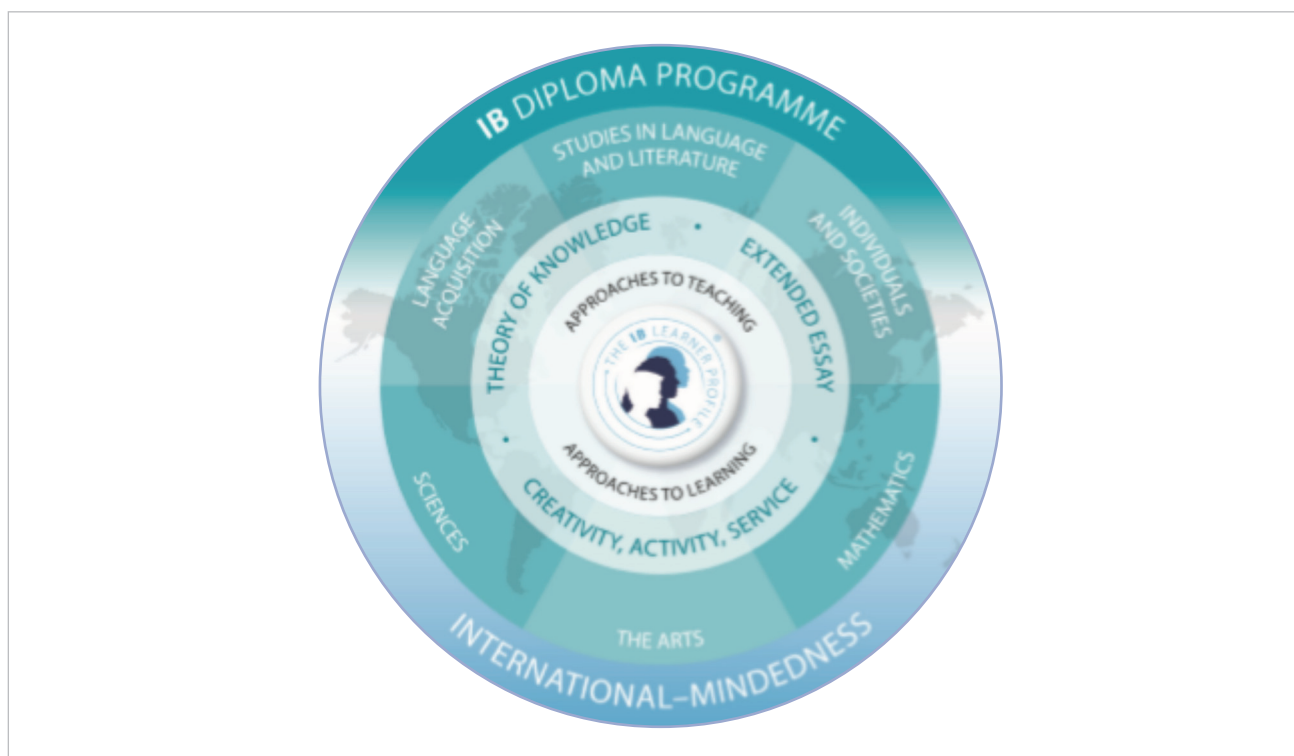 IB DIPLOMA PROGRAMME
STUDIES IN LANGUAGE
AND LITERATURE
LANGUAGE
ACQUISITION
INDIVIDUALS
AND SOCIETIES
THEORY OF KNOWLEDGE
•
EXTENDED ESSAY
•
CREATIVITY, ACTIVITY, SERVICE
•
APPROACHES TO TEACHING
THE IB LEARNER PROFILE
®
APPROACHES TO LEARNING
SCIENCES
MATHEMATICS
THE ARTS
INTERNATIONAL–MINDEDNESS